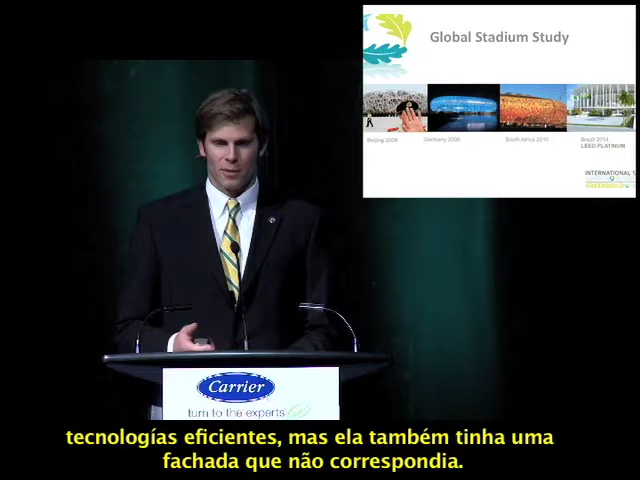 Global Stadium Study
Beijing 2008
Germany 2006
South Africa 2010
Brazil 2014
LEED PLATINUM
INTERNATIONAL
GREENBUILD
Carrier
turn to the experts
tecnologías eficientes, mas ela também tinha uma
fachada que não correspondia.